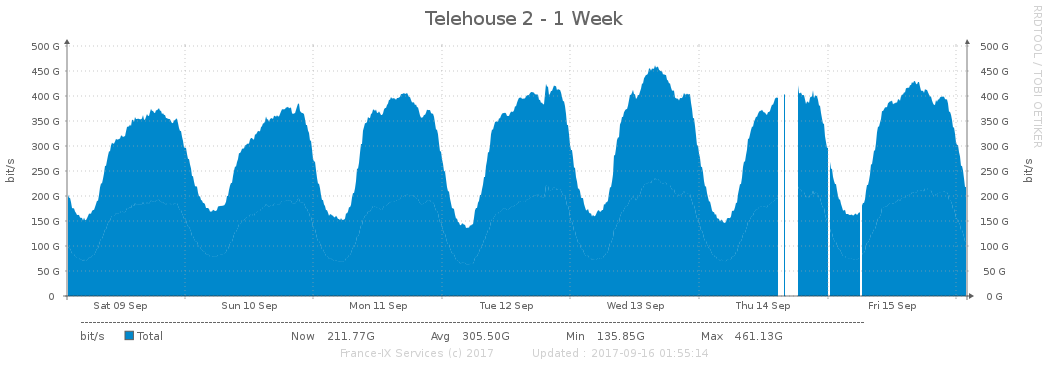 Telehouse 2 - 1 Week
RRDTOOL / TOBI OETIKER
500 G 500 G
450 G 450 G
400 G 400 G
350 G 350 G
300 G 300 G
250 G 250 G
200 G 200 G
150 G 150 G
100 G 100 G
50 G 50 G
0 0 G
bit/s bit/s
Sat 09 Sep Sun 10 Sep Mon 11 Sep Tue 12 Sep Wed 13 Sep Thu 14 Sep Fri 15 Sep
bit/s Total Now 211.77G Avg 305.50G Min 135.85G Max 461.13G
France-IX Services (c) 2017 Updated : 2017-09-16 01:55:14